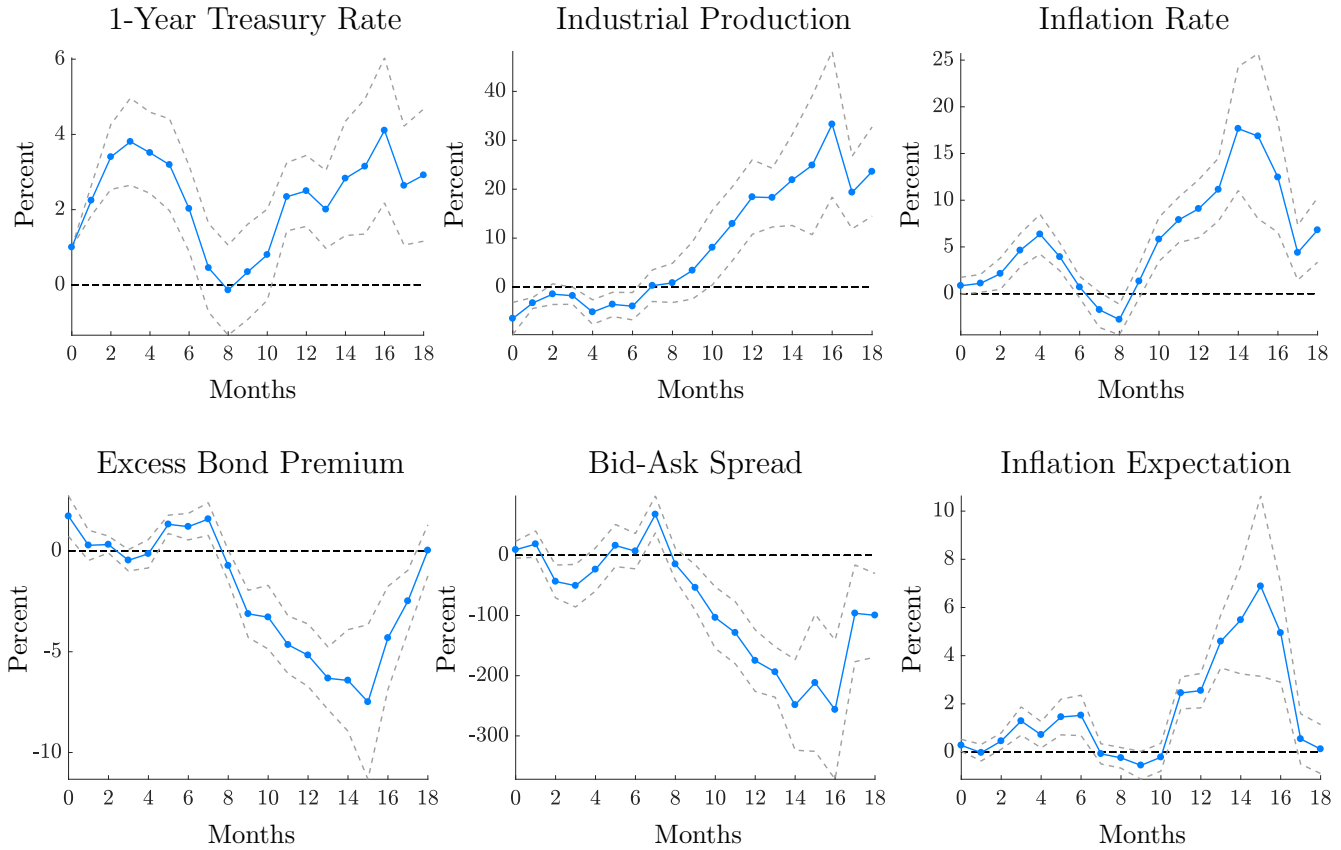 1-Year Treasury Rate
Percent
6
4
2
0
0 2 4 6 8 10 12 14 16 18
Months
Industrial Production
Percent
40
30
20
10
0
0 2 4 6 8 10 12 14 16 18
Months
Inflation Rate
Percent
25
20
15
10
5
0
0 2 4 6 8 10 12 14 16 18
Months
Excess Bond Premium
Percent
0
-5
-10
0 2 4 6 8 10 12 14 16 18
Months
Bid-Ask Spread
Percent
0
-100
-200
-300
0 2 4 6 8 10 12 14 16 18
Months
Inflation Expectation
Percent
10
8
6
4
2
0
0 2 4 6 8 10 12 14 16 18
Months